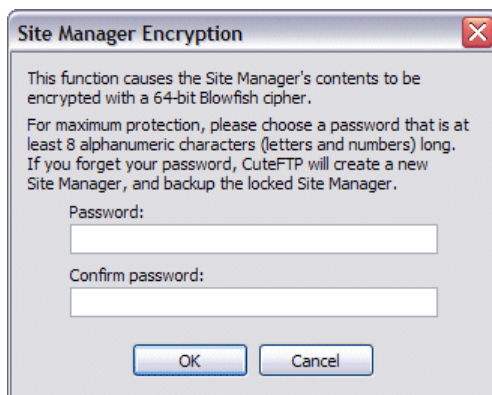 Site Manager Encryption
This function causes the Site Manager's contents to be
encrypted with a 64-bit Blowfish cipher.
For maximum protection, please choose a password that is at
least 8 alphanumeric characters (letters and numbers) long.
If you forget your password, CuteFTP will create a new
Site Manager, and backup the locked Site Manager.
Password:
Confirm password:
OK Cancel